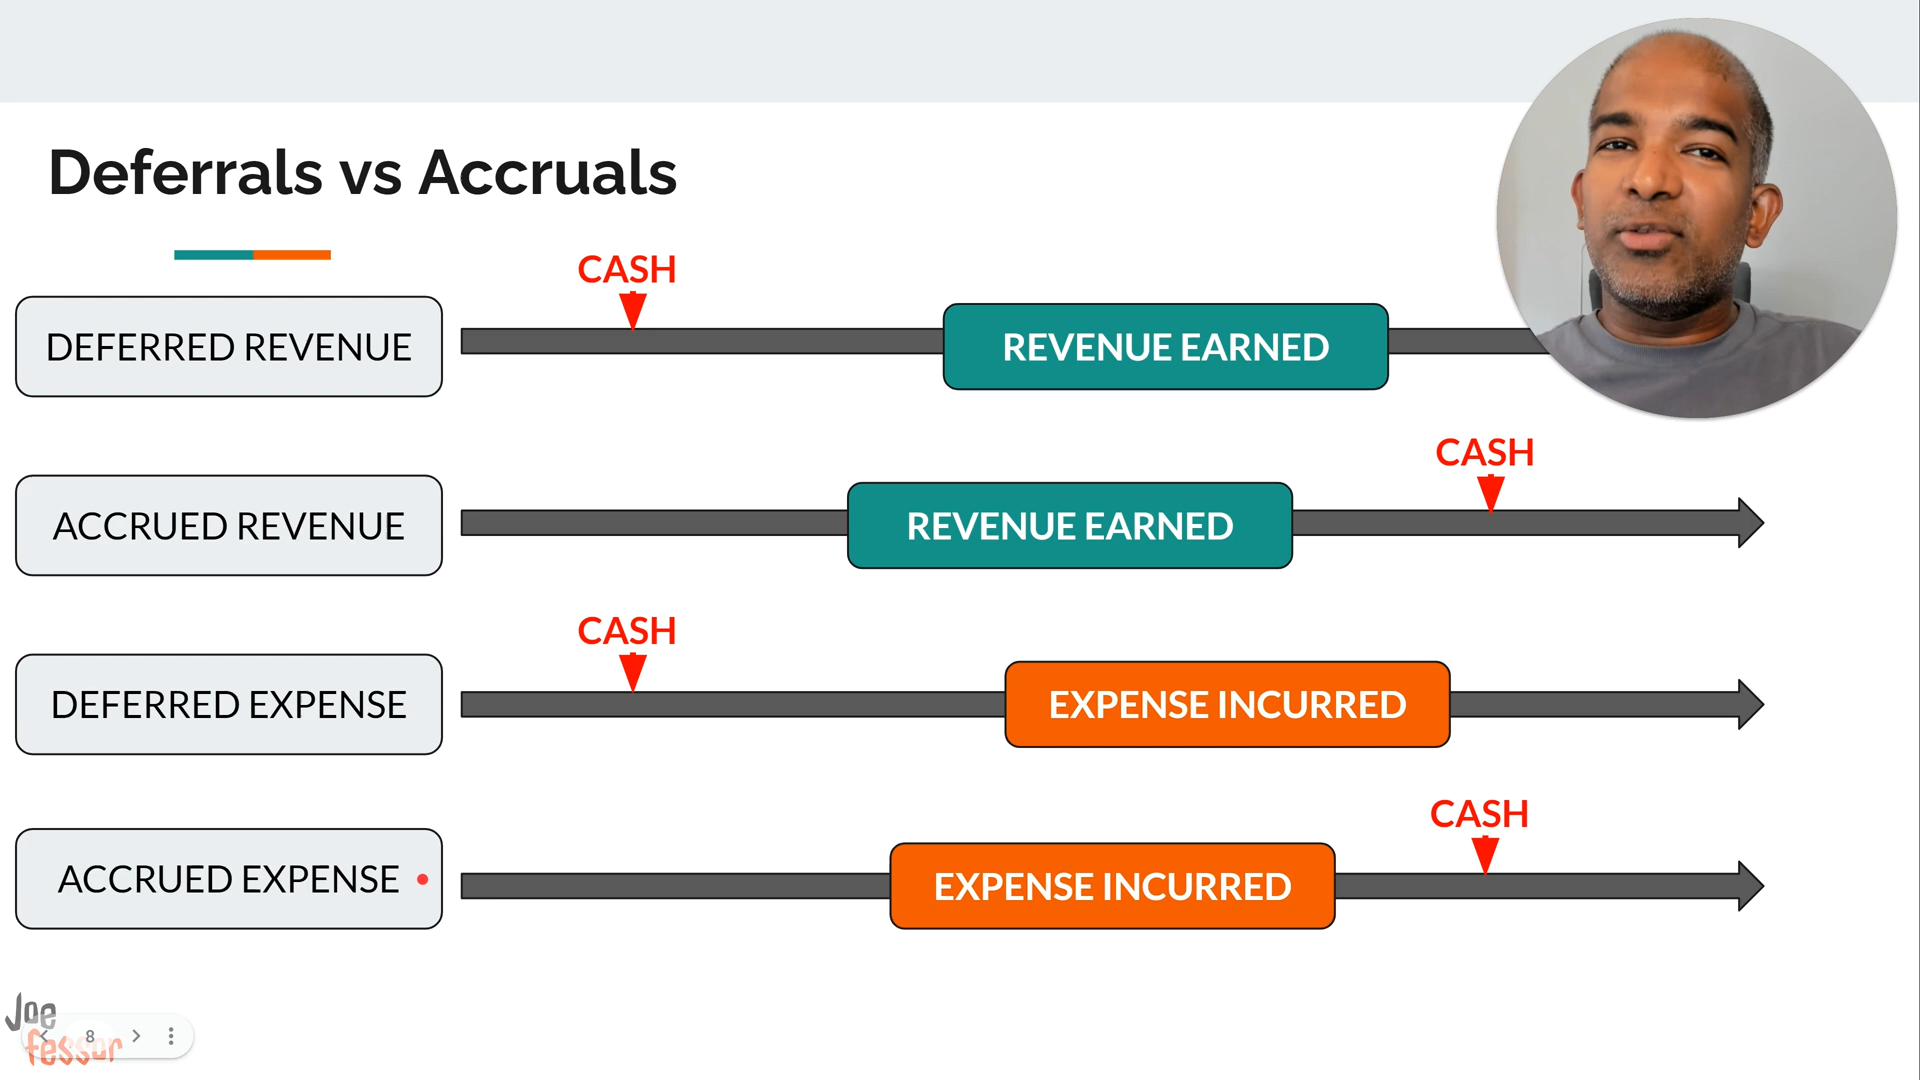 Deferrals vs Accruals
CASH
DEFERRED REVENUE
REVENUE EARNED
CASH
ACCRUED REVENUE
REVENUE EARNED
CASH
DEFERRED EXPENSE
EXPENSE INCURRED
CASH
ACCRUED EXPENSE
EXPENSE INCURRED
Joe
8
fessor